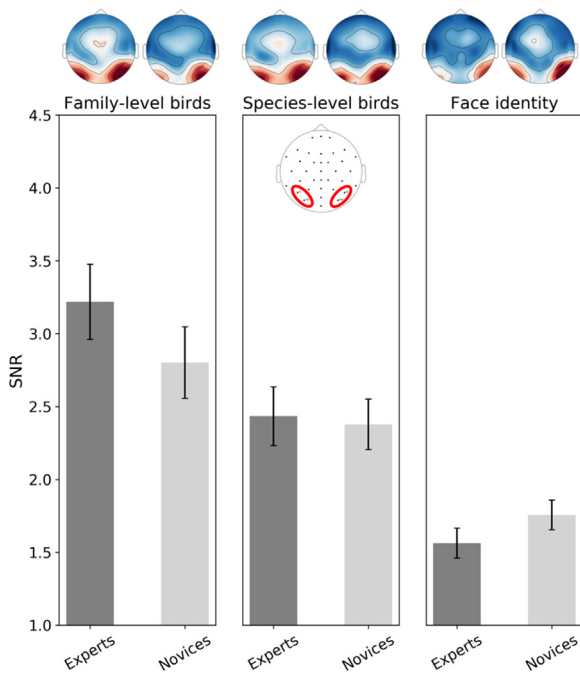 Family-level birds
Species-level birds
Face identity
4.5
4.0
3.5
3.0
2.5
2.0
1.5
1.0
SNR
Experts
Novices
Experts
Novices
Experts
Novices